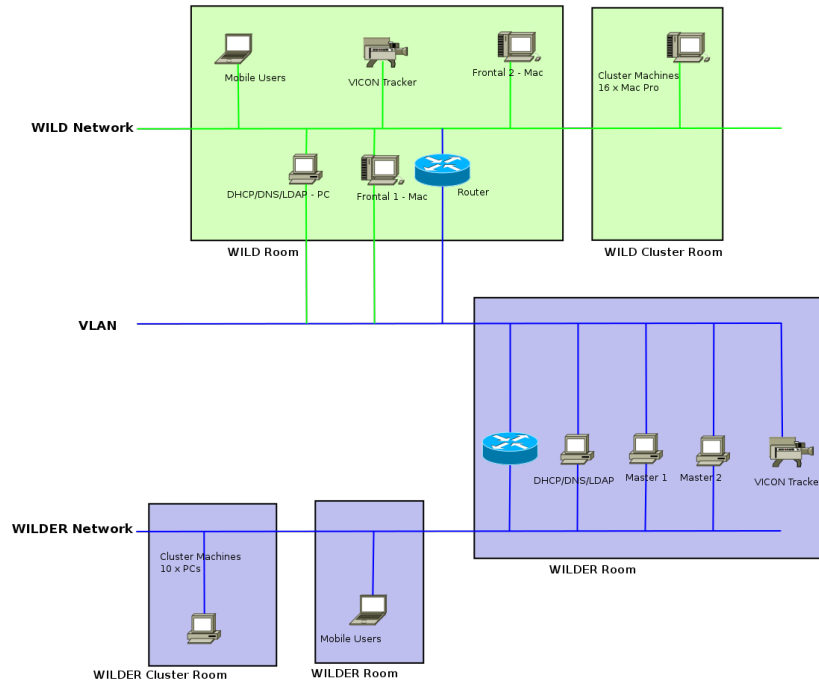 Mobile Users
VICON Tracker
Frontal 2 - Mac
Cluster Machines
16 x Mac Pro
WILD Network
DHCP/DNS/LDAP - PC
Frontal 1 - Mac
Router
WILD Room
WILD Cluster Room
VLAN
DHCP/DNS/LDAP
Master 1
Master 2
VICON Tracker
WILDER Network
Cluster Machines
10 x PCs
WILDER Room
Mobile Users
WILDER Cluster Room
WILDER Room